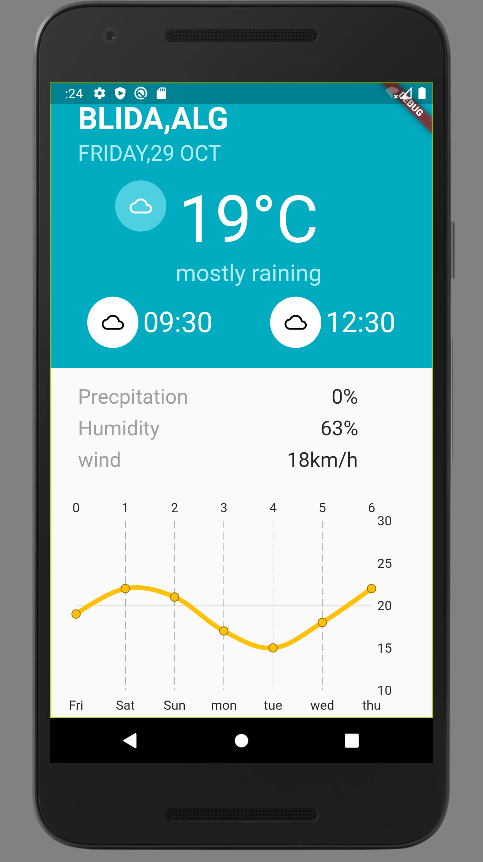 :24
DEBUG
BLIDA,ALG
FRIDAY,29 OCT
19°C
mostly raining
09:30 12:30
Precpitation 0%
Humidity 63%
wind 18km/h
0 1 2 3 4 5 6
30
25
20
15
10
Fri Sat Sun mon tue wed thu